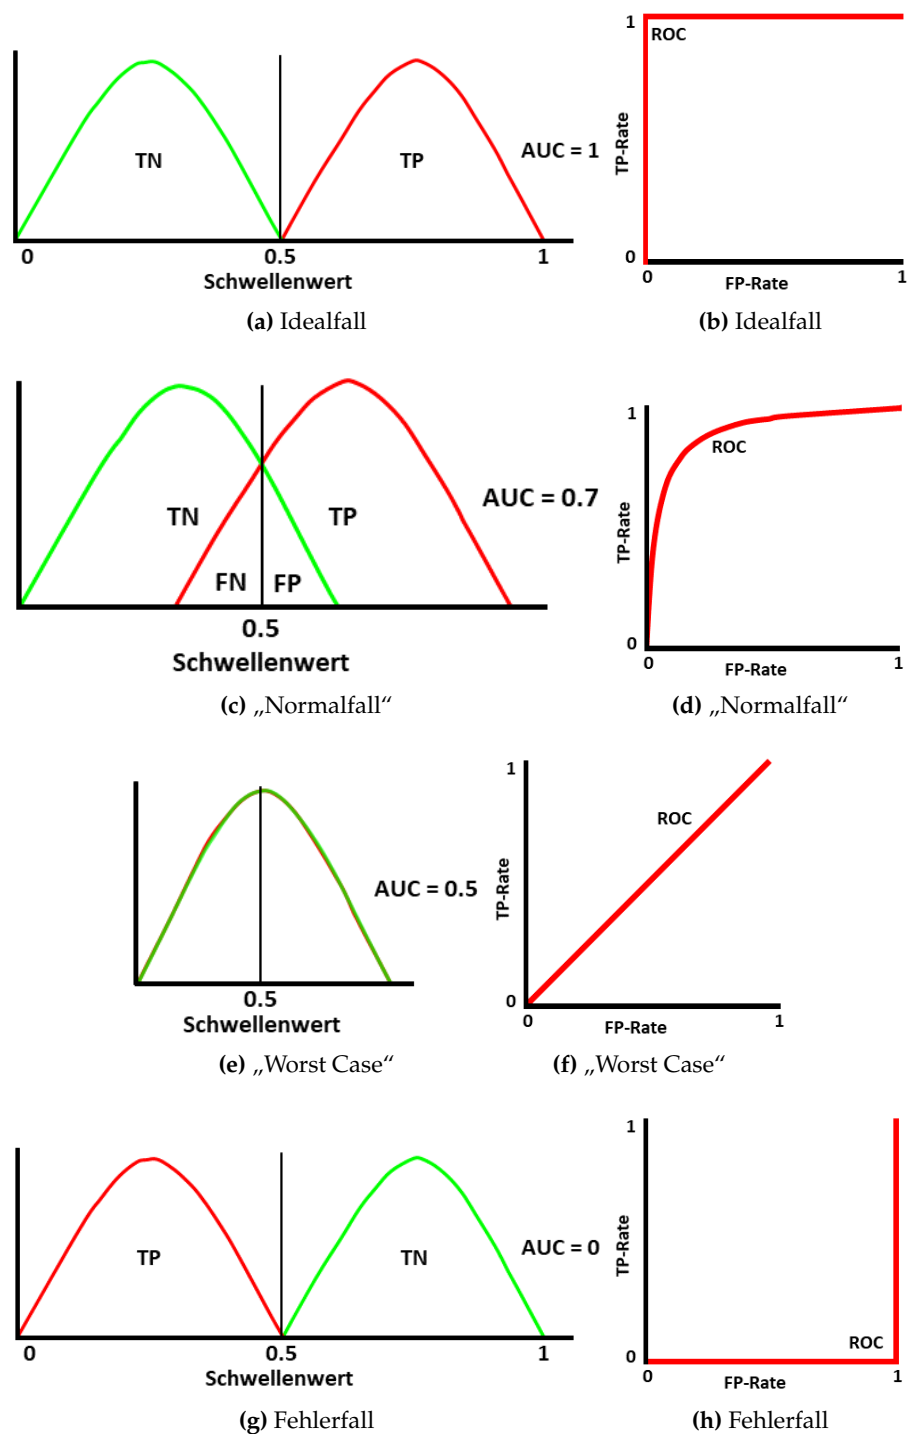 TN
TP
AUC = 1
0
0.5
1
Schwellenwert
(a) Idealfall
1
ROC
TP-Rate
0
0
FP-Rate
1
(b) Idealfall
TN
TP
FN
FP
AUC = 0.7
0.5
Schwellenwert
(c) „Normalfall“
1
ROC
TP-Rate
0
0
FP-Rate
1
(d) „Normalfall“
AUC = 0.5
0.5
Schwellenwert
(e) „Worst Case“
1
ROC
TP-Rate
0
0
FP-Rate
1
(f) „Worst Case“
TP
TN
AUC = 0
0
0.5
1
Schwellenwert
(g) Fehlerfall
1
TP-Rate
ROC
0
0
FP-Rate
1
(h) Fehlerfall